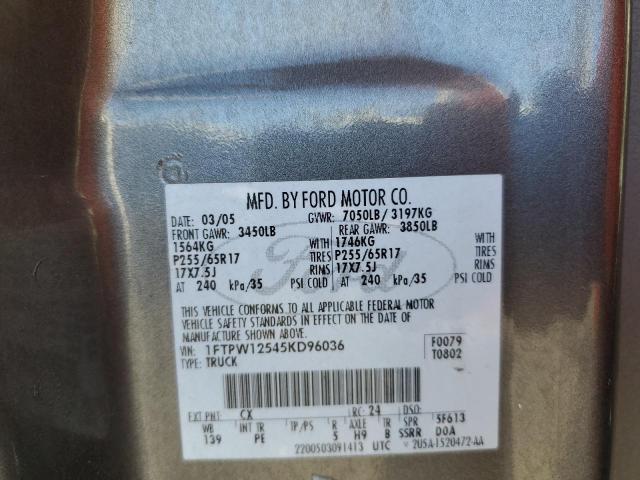 MFD. BY FORD MOTOR CO.
DATE: 03/05 GVWR: 7050LB/ 3197KG
FRONT GAWR: 3450LB REAR GAWR: 3850LB
1564KG WITH 1746KG WITH
P255/65R17 TIRES P255/65R17 TIRES
17X7.5J RIMS 17X7.5J RIMS
AT 240 kPa/35 PSI COLD AT 240 kPa/35 PSI COLD
THIS VEHICLE CONFORMS TO ALL APPLICABLE FEDERAL MOTOR
VEHICLE SAFETY STANDARDS IN EFFECT ON THE DATE OF
MANUFACTURE SHOWN ABOVE.
VIN: 1FTPW12545KD96036 F0079
TYPE: TRUCK T0802
EXT PNT: CX RC: 24 DSO:
WB INT TR TP/PS R AXLE TR SPR 5F613
139 PE 5 H9 B SSRR DOA
2200503091413 UTC 2U5A-1520472-AA
Ford